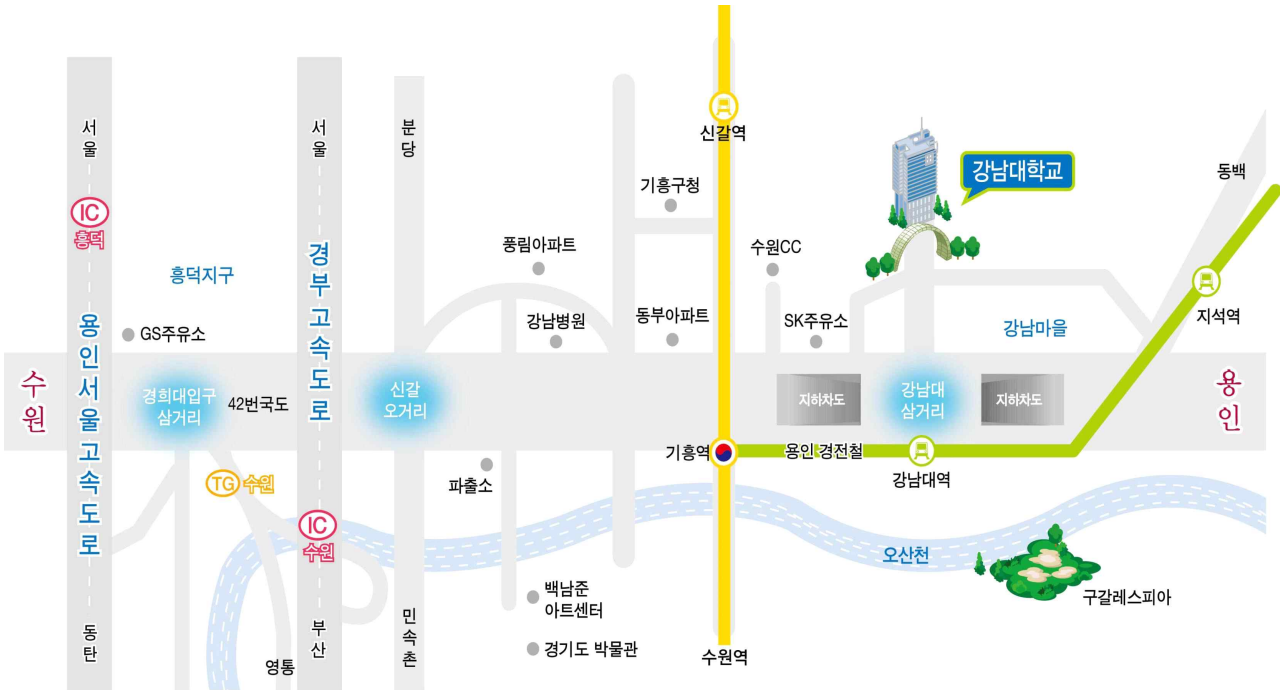 서울
서울
분당
신갈역
강남대학교
동백
기흥구청
IC
흥덕
풍림아파트
수원CC
경부고속도로
흥덕지구
지석역
GS주유소
강남병원
동부아파트
SK주유소
강남마을
용인서울고속도로
수원
경희대입구
삼거리
42번국도
신갈
오거리
지하차도
강남대
삼거리
지하차도
용인
기흥역
용인 경전철
강남대역
TG 수원
파출소
IC
수원
오산천
백남준
아트센터
구갈레스피아
민속촌
동탄
부산
경기도 박물관
영통
수원역